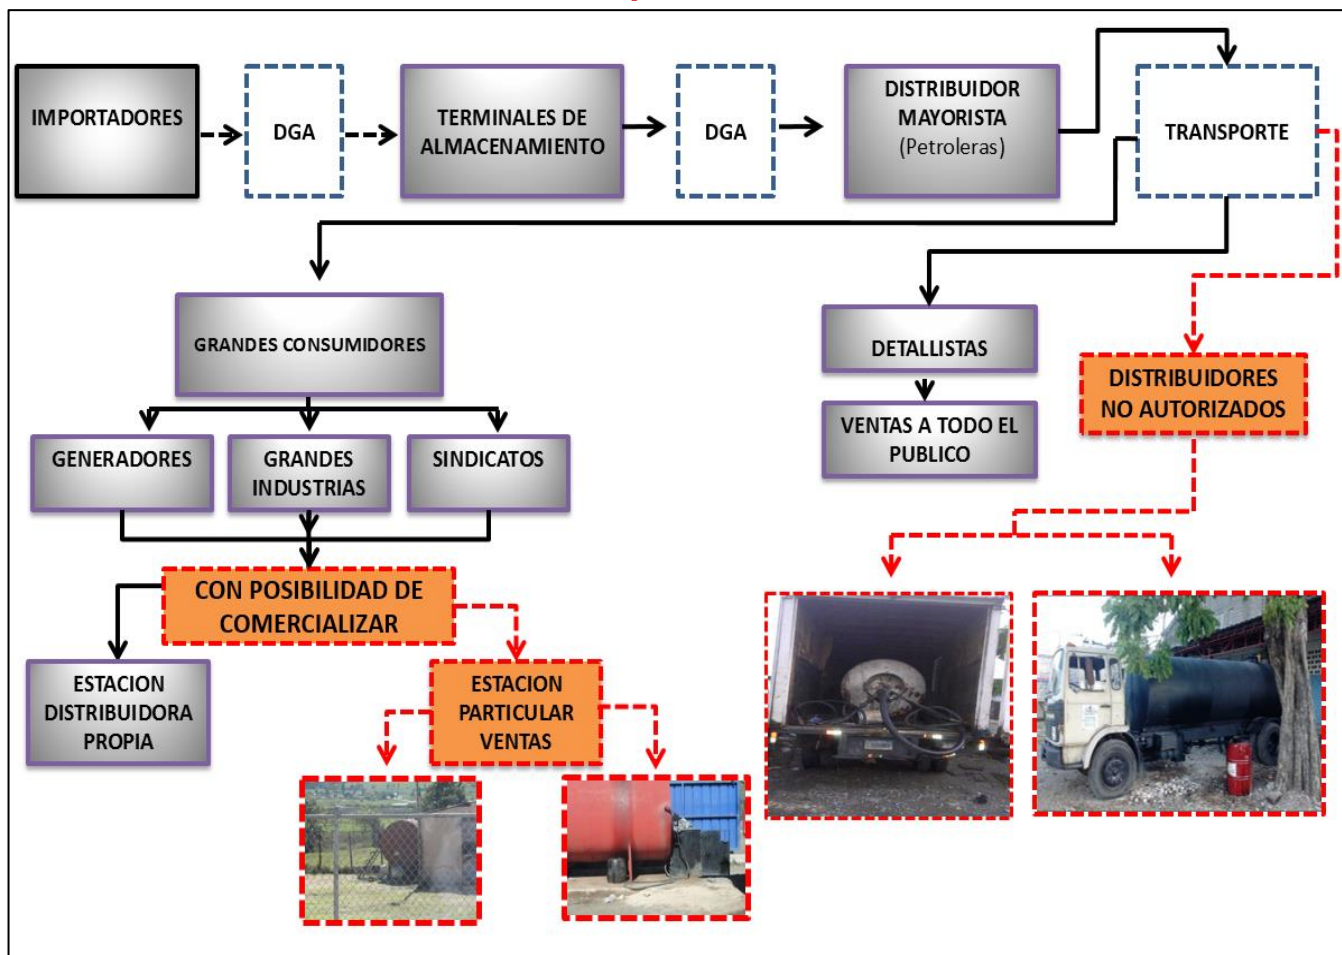 IMPORTADORES
DGA
TERMINALES DE
ALMACENAMIENTO
DGA
DISTRIBUIDOR
MAYORISTA
(Petroleras)
TRANSPORTE
GRANDES CONSUMIDORES
DETALLISTAS
DISTRIBUIDORES
NO AUTORIZADOS
VENTAS A TODO EL
PUBLICO
GENERADORES
GRANDES
INDUSTRIAS
SINDICATOS
CON POSIBILIDAD DE
COMERCIALIZAR
ESTACION
DISTRIBUIDORA
PROPIA
ESTACION
PARTICULAR
VENTAS